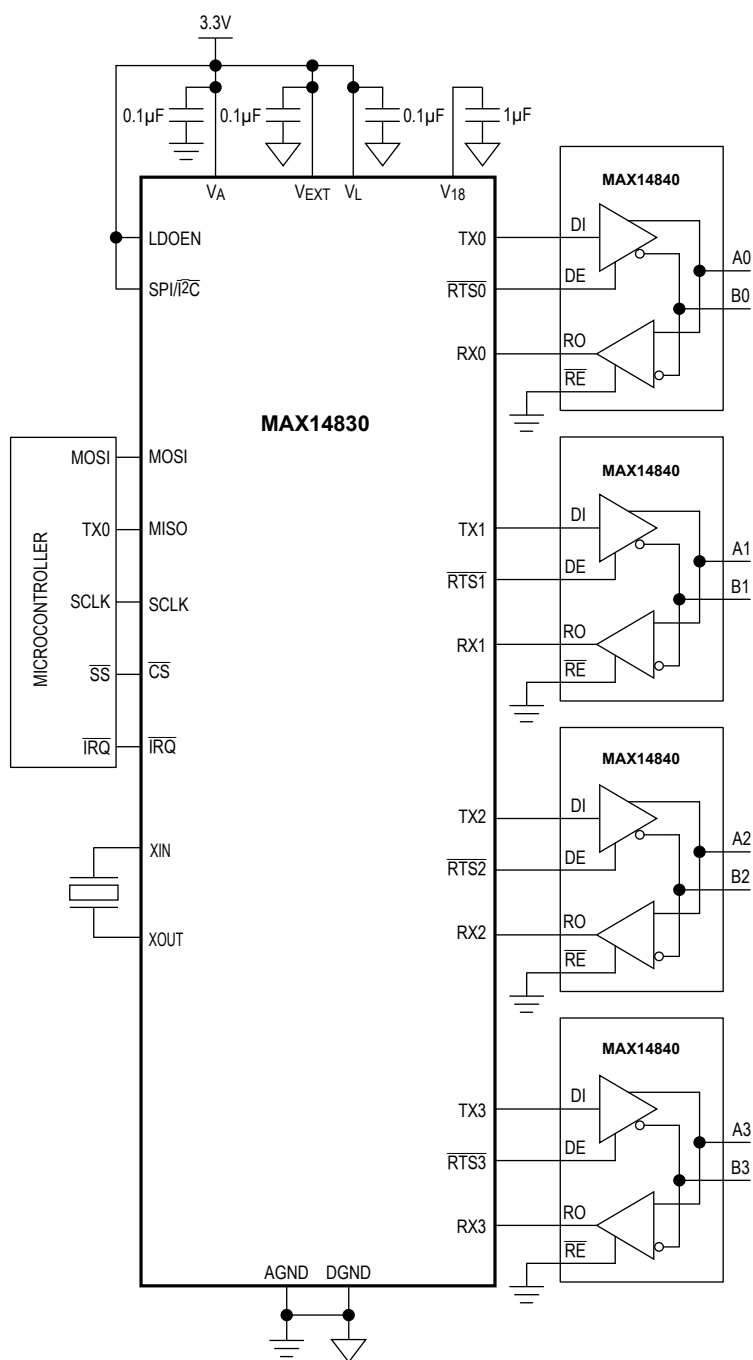 3.3V
0.1µF
0.1µF
0.1µF
1µF
VA
VEXT
VL
V18
LDOEN
SPI/I2C
MAX14830
MICROCONTROLLER
MOSI
MOSI
TX0
MISO
SCLK
SCLK
SS
CS
IRQ
IRQ
XIN
XOUT
AGND
DGND
TX0
RTS0
RX0
MAX14840
DI
DE
RO
RE
A0
B0
TX1
RTS1
RX1
MAX14840
DI
DE
RO
RE
A1
B1
TX2
RTS2
RX2
MAX14840
DI
DE
RO
RE
A2
B2
TX3
RTS3
RX3
MAX14840
DI
DE
RO
RE
A3
B3